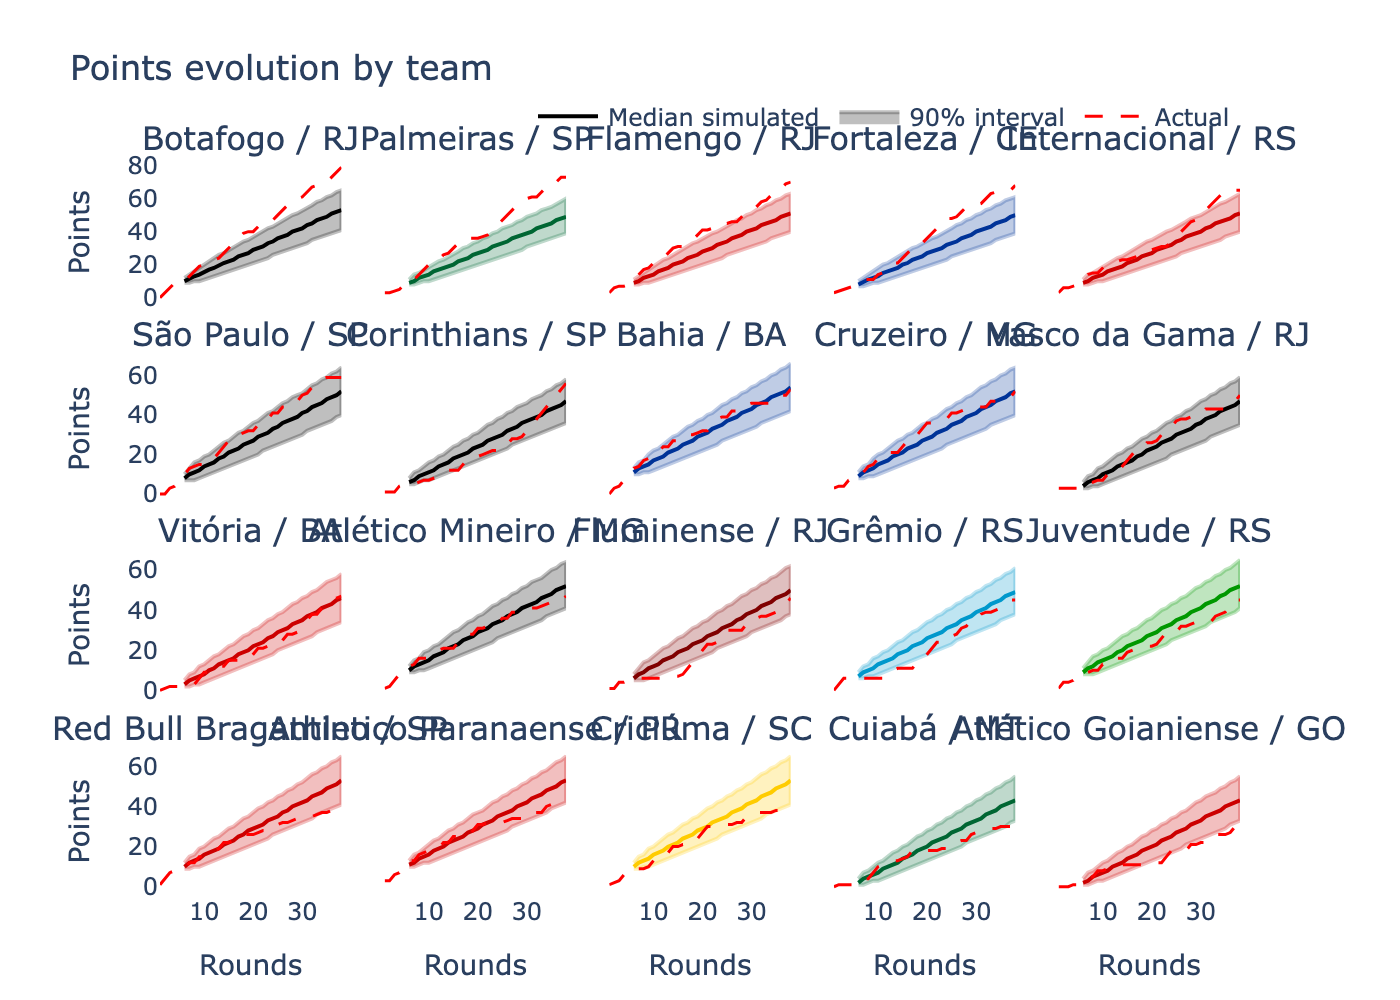 Points evolution by team
Median simulated 90% interval Actual
Botafogo / RJ Palmeiras / SP Flamengo / RJ Fortaleza / CE Internacional / RS
80
60
40
20
0
Points
São Paulo / SP Corinthians / SP Bahia / BA Cruzeiro / MG Vasco da Gama / RJ
60
40
20
0
Points
Vitória / BA Atlético Mineiro / MG Fluminense / RJ Grêmio / RS Juventude / RS
60
40
20
0
Points
Red Bull Bragantino / SP Athletico Paranaense / PR Criciúma / SC Cuiabá / MT Atlético Goianiense / GO
60
40
20
0
Points
10 20 30 10 20 30 10 20 30 10 20 30 10 20 30
Rounds Rounds Rounds Rounds Rounds